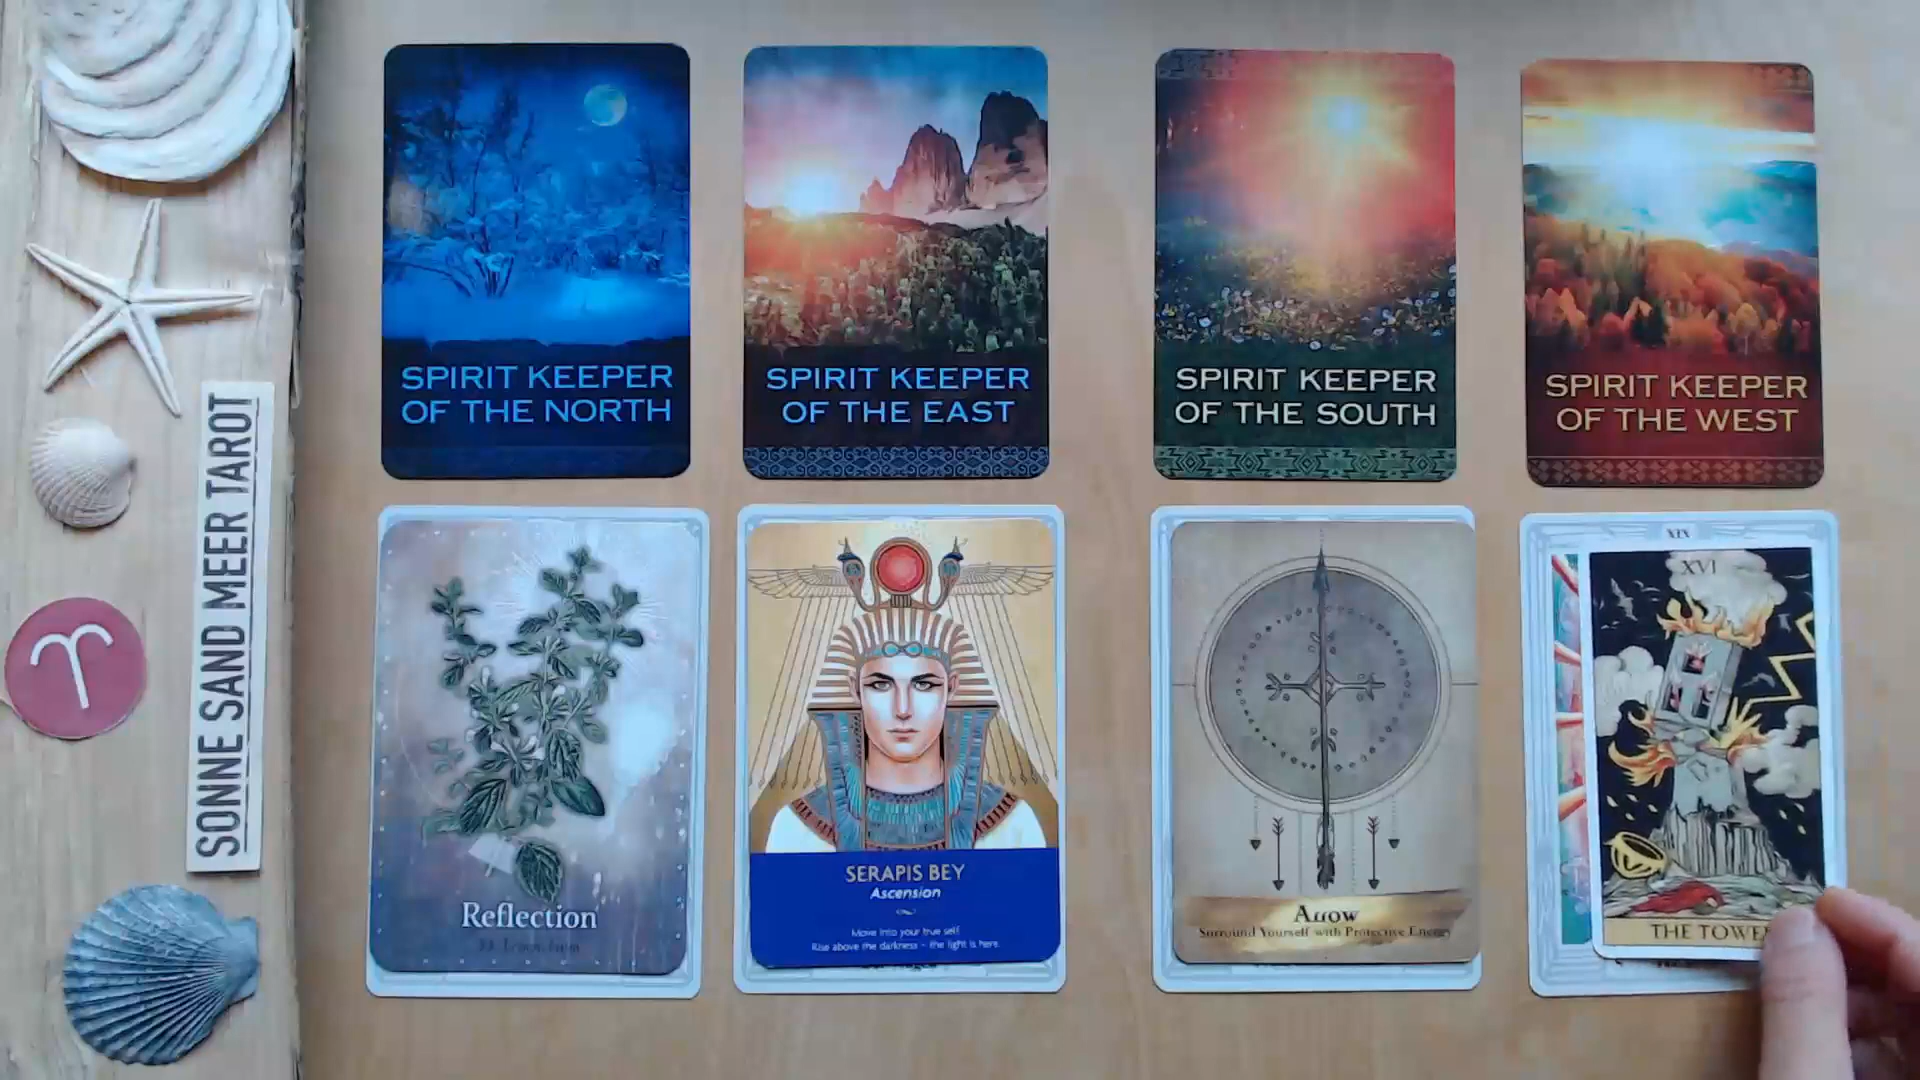 SPIRIT KEEPER
OF THE NORTH
SPIRIT KEEPER
OF THE EAST
SPIRIT KEEPER
OF THE SOUTH
SPIRIT KEEPER
OF THE WEST
SONNE SAND MEER TAROT
Reflection
SERAPIS BEY
Ascension
Move into your true self.
Rise above the darkness – the light is here.
Arrow
Surround Yourself with Protective Energy
XIX
XVI
THE TOWE